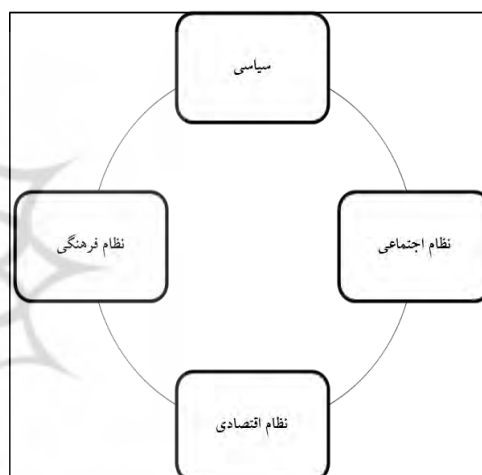 سیاسی
نظام اجتماعی
نظام فرهنگی
نظام اقتصادی